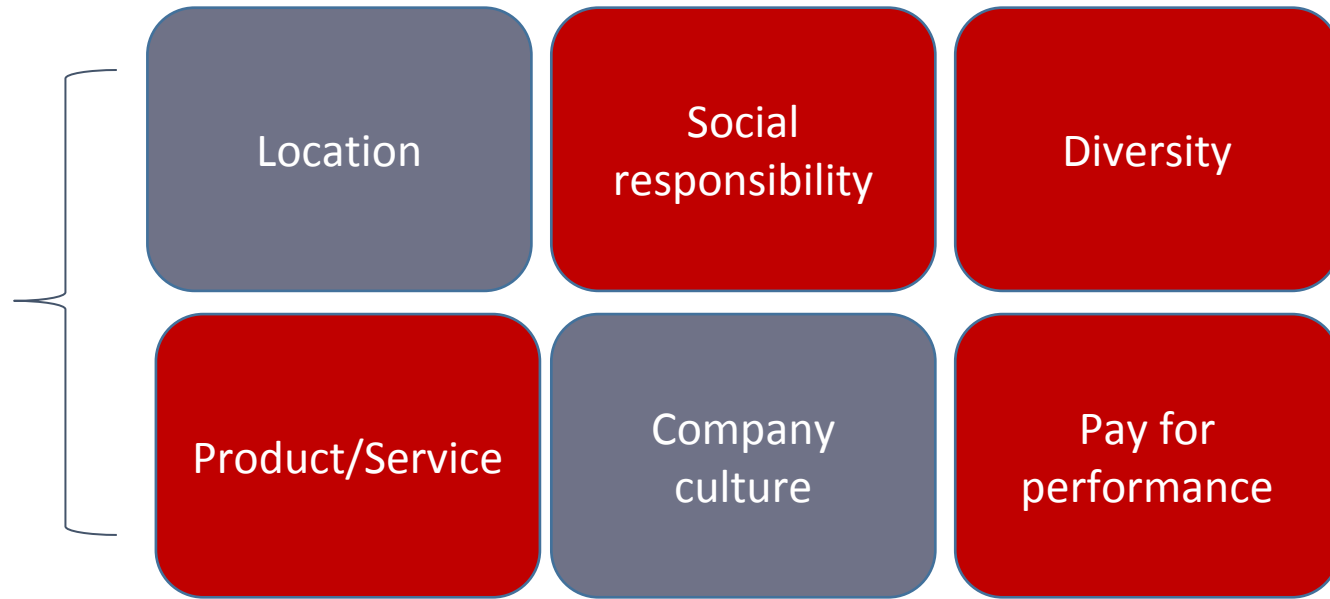 Location
Social
responsibility
Diversity
Product/Service
Company
culture
Pay for
performance